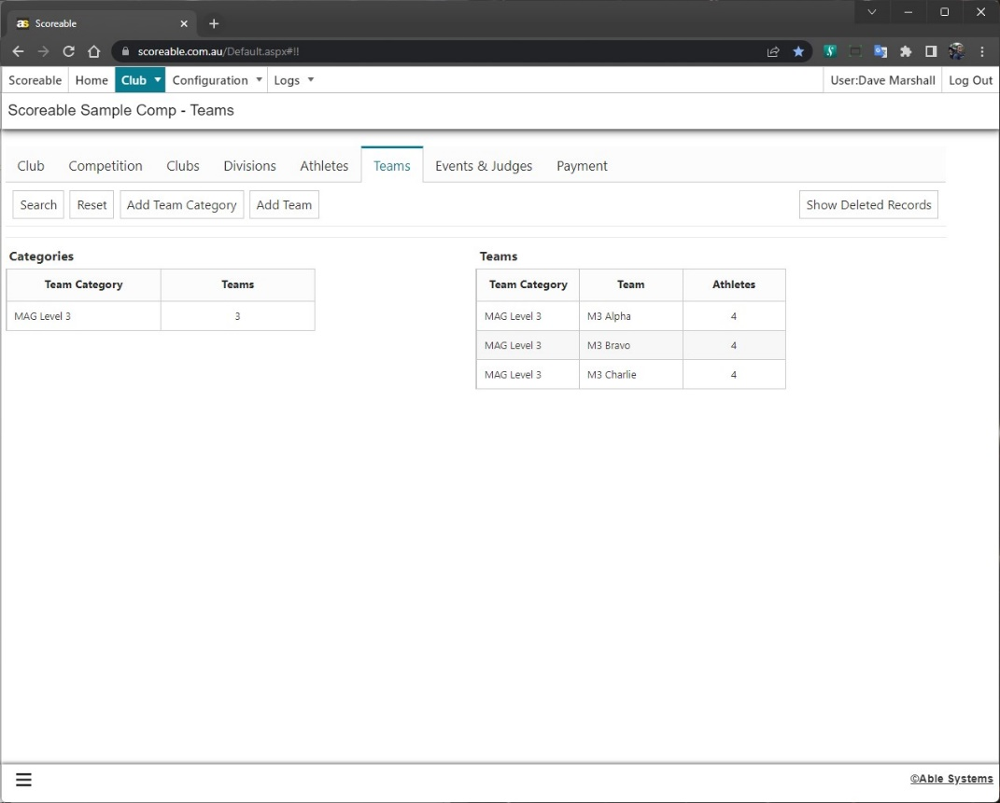 Scoreable
scoreable.com.au/Default.aspx#!!
Scoreable Home Club Configuration Logs User:Dave Marshall Log Out
Scoreable Sample Comp - Teams
Club Competition Clubs Divisions Athletes Teams Events & Judges Payment
Search Reset Add Team Category Add Team Show Deleted Records
Categories Teams
Team Category Teams Team Category Team Athletes
MAG Level 3 3 MAG Level 3 M3 Alpha 4
MAG Level 3 M3 Bravo 4
MAG Level 3 M3 Charlie 4
©Able Systems